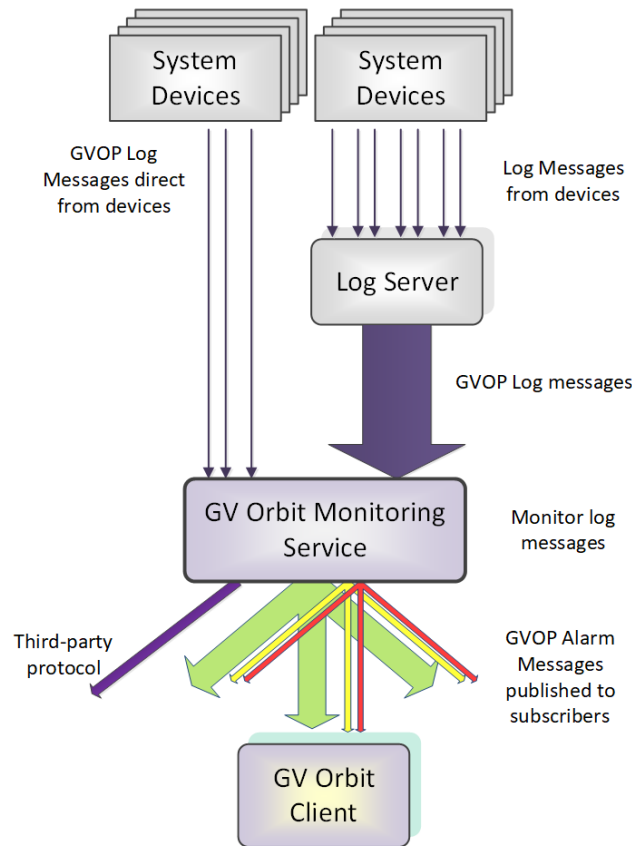 System
Devices
System
Devices
GVOP Log
Messages direct
from devices
Log Messages
from devices
Log Server
GVOP Log messages
GV Orbit Monitoring
Service
Monitor log
messages
Third-party
protocol
GVOP Alarm
Messages
published to
subscribers
GV Orbit
Client